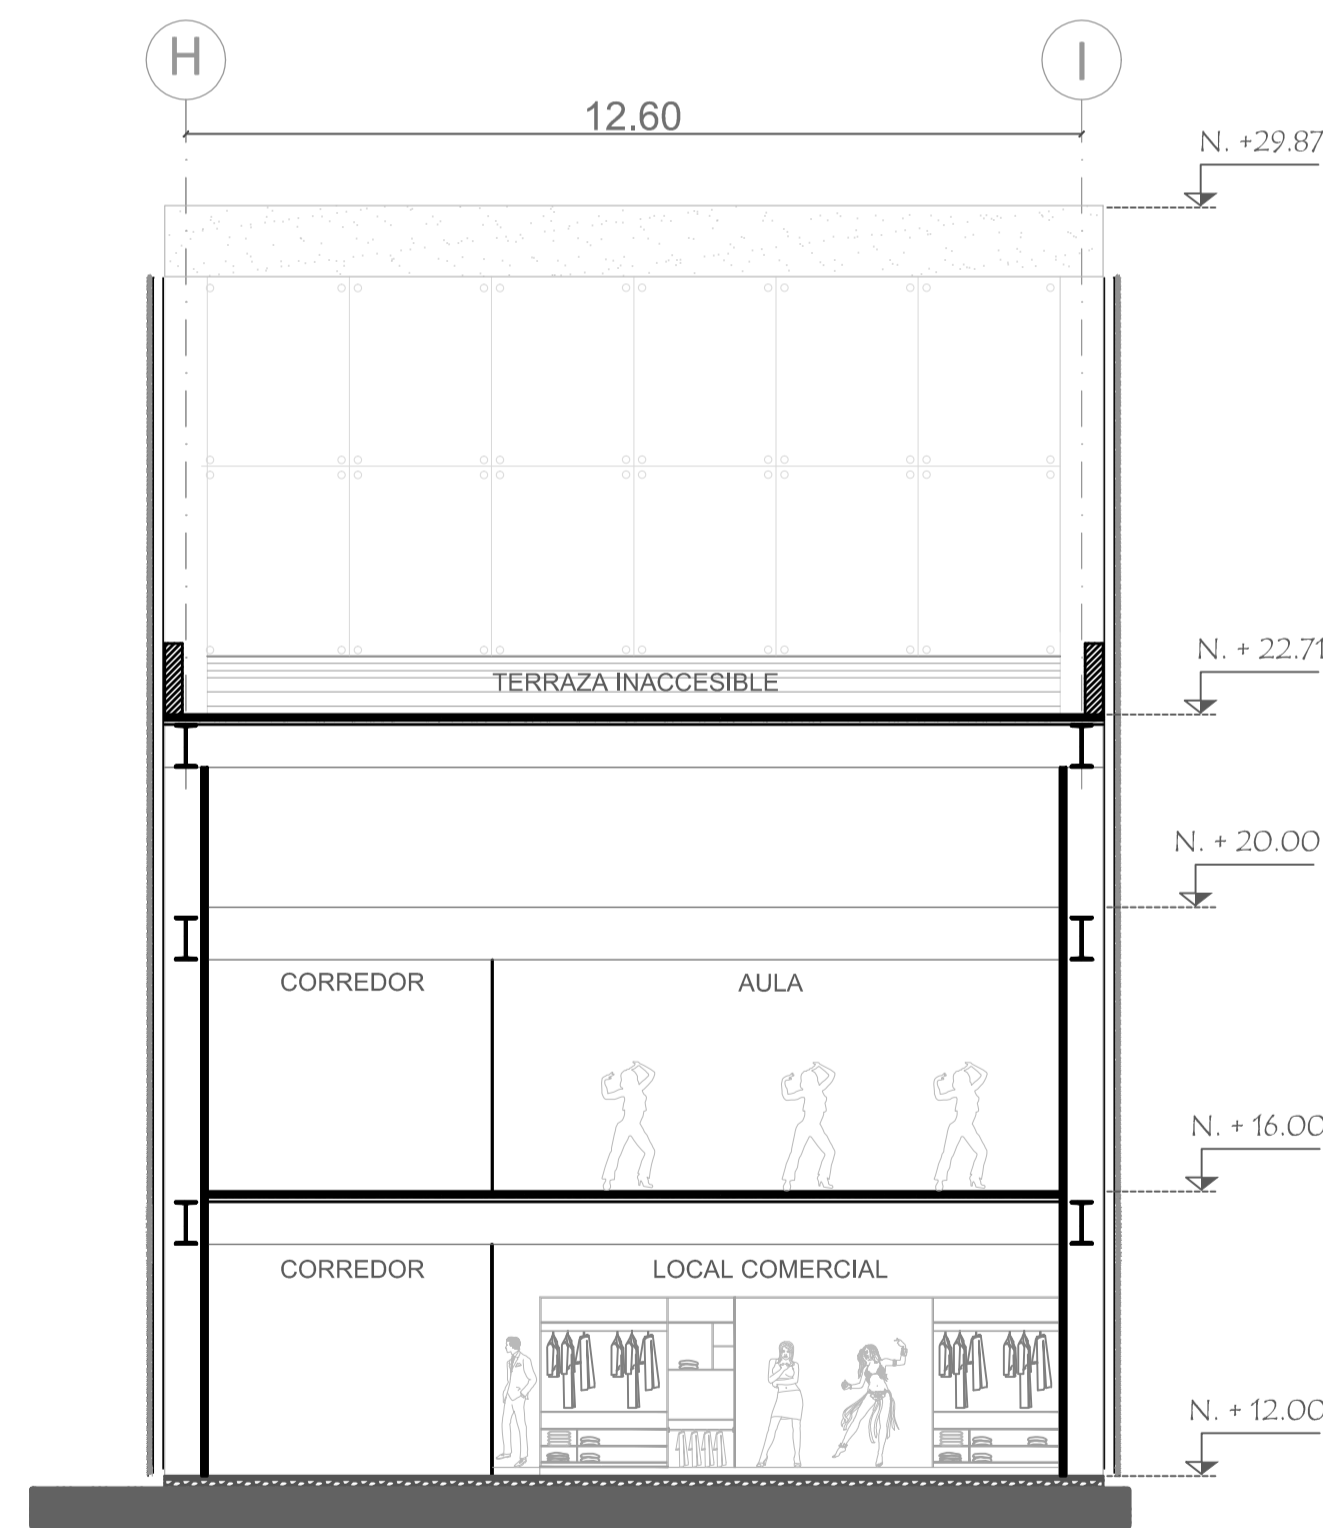 H
I
12.60
N. +29.87
N. + 22.71
TERRAZA INACCESIBLE
N. + 20.00
CORREDOR
AULA
N. + 16.00
CORREDOR
LOCAL COMERCIAL
N. + 12.00